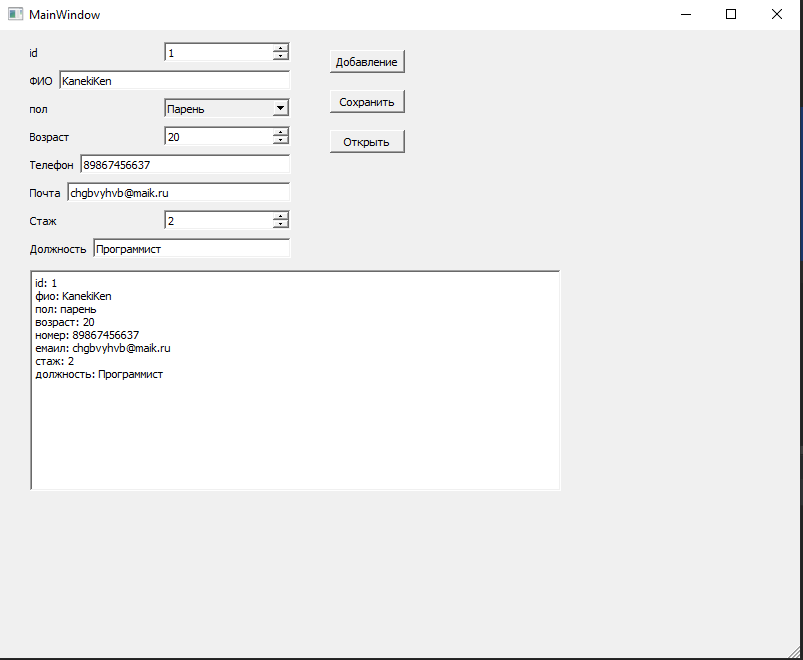 MainWindow
id 1
ФИО KanekiKen
пол Парень
Возраст 20
Телефон 89867456637
Почта chgbvyhvb@maik.ru
Стаж 2
Должность Программист
Добавление
Сохранить
Открыть
id: 1
фио: KanekiKen
пол: парень
возраст: 20
номер: 89867456637
емаил: chgbvyhvb@maik.ru
стаж: 2
должность: Программист